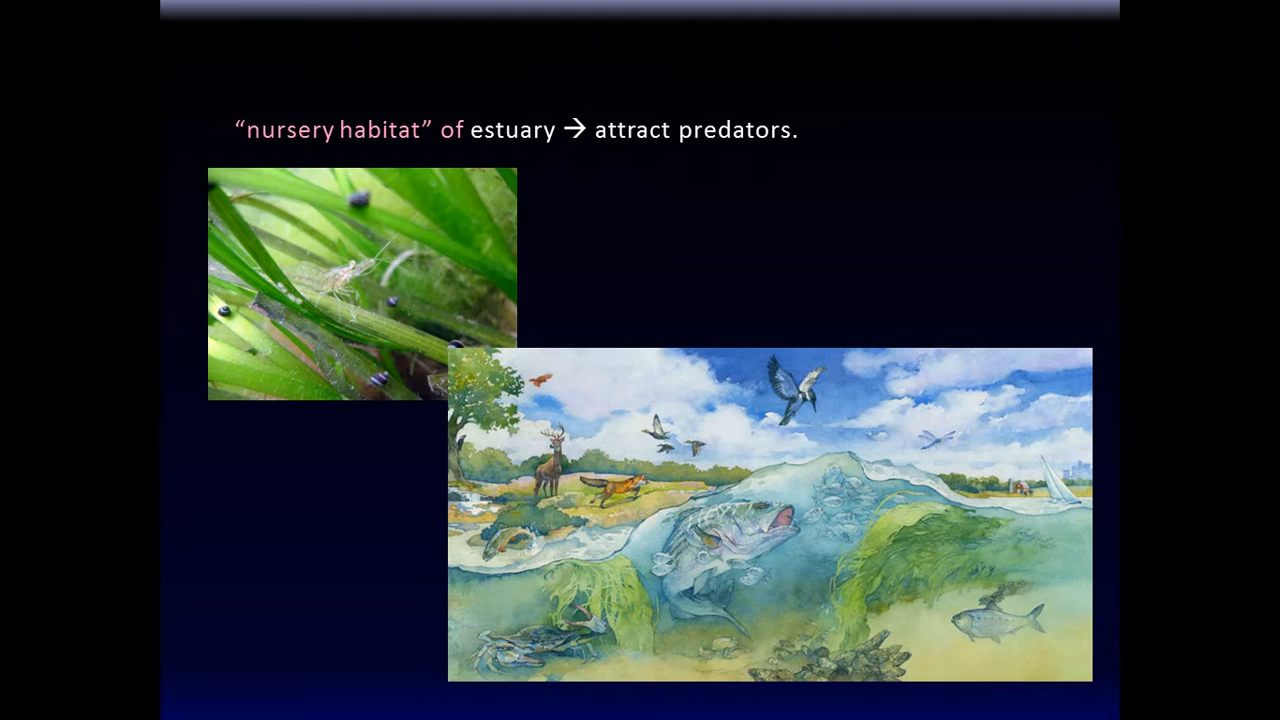 “nursery habitat” of estuary → attract predators.